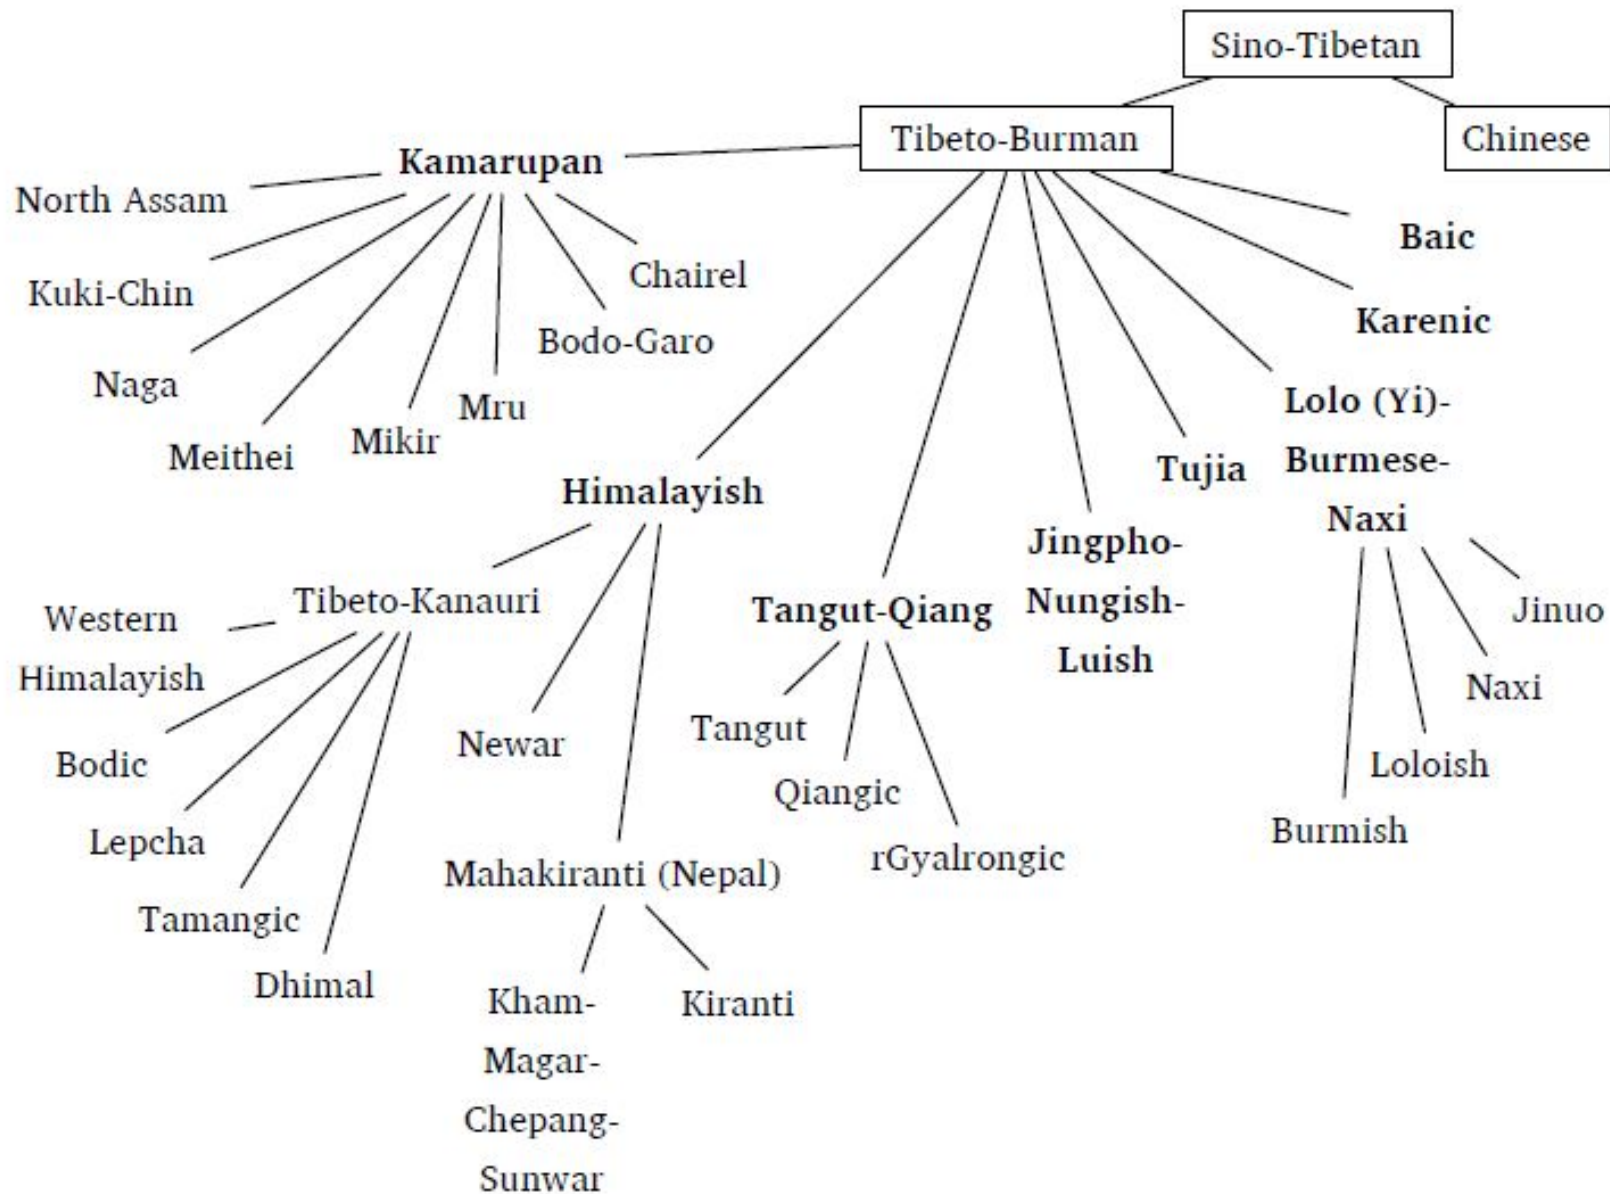 Sino-Tibetan
Tibeto-Burman
Chinese
Kamarupan
North Assam
Kuki-Chin
Naga
Meithei
Mikir
Mru
Bodo-Garo
Chairel
Baic
Karenic
Lolo (Yi)-
Burmese-
Naxi
Tujia
Jingpho-
Nungish-
Luish
Himalayish
Tangut-Qiang
Jinuo
Naxi
Loloish
Burmish
Tibeto-Kanauri
Western
Himalayish
Bodic
Lepcha
Tamangic
Dhimal
Newar
Mahakiranti (Nepal)
Kham-
Magar-
Chepang-
Sunwar
Kiranti
Tangut
Qiangic
rGyalrongic